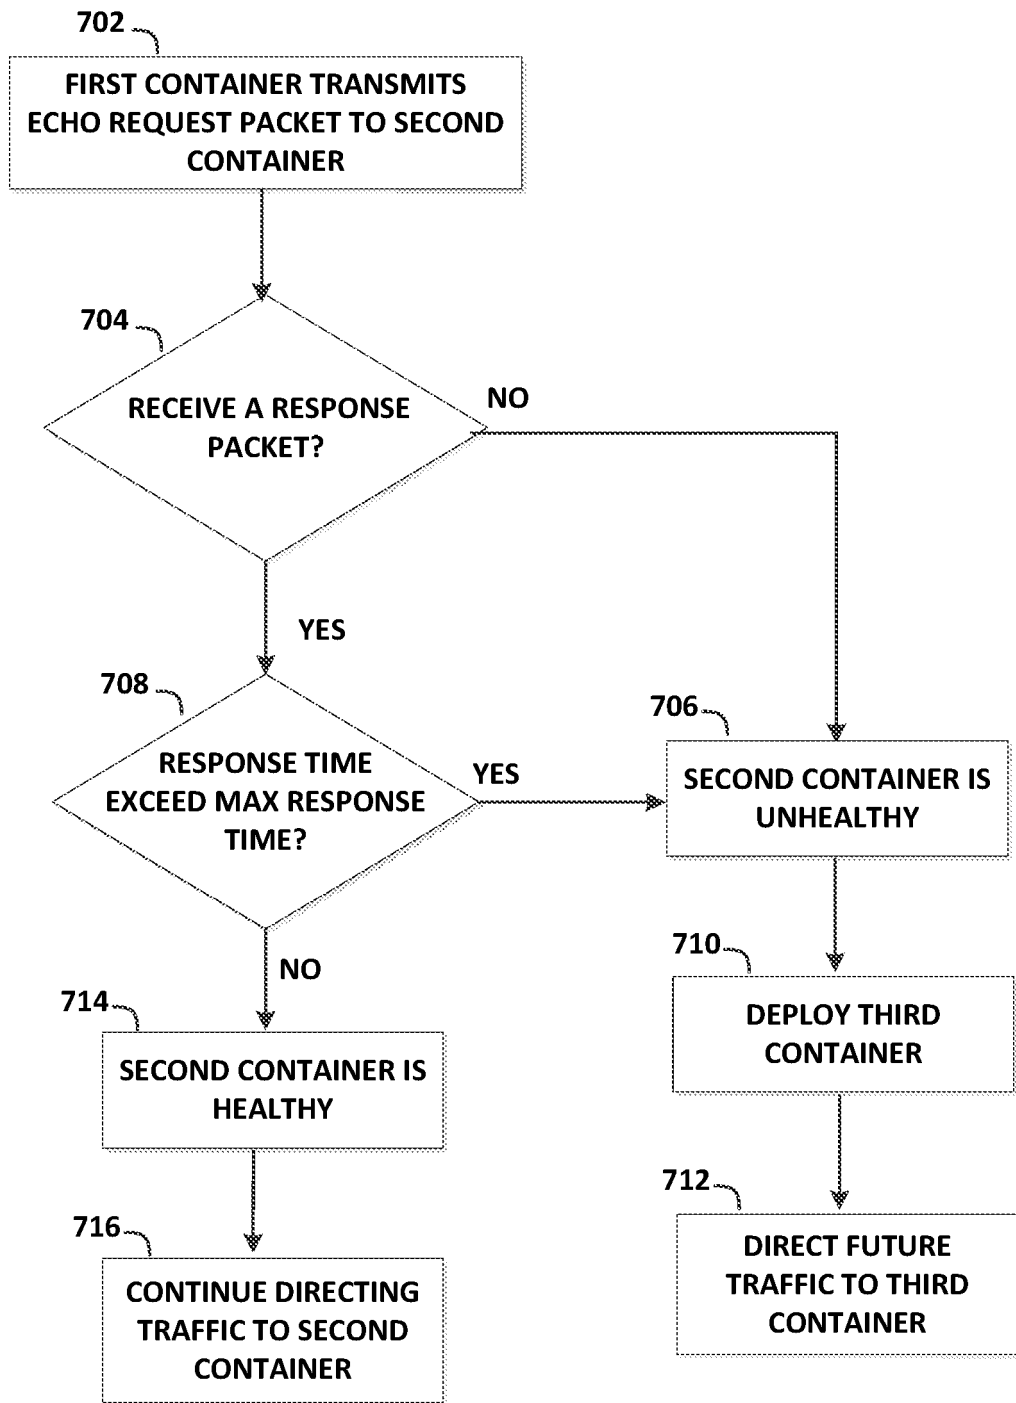 702
FIRST CONTAINER TRANSMITS
ECHO REQUEST PACKET TO SECOND
CONTAINER
704
RECEIVE A RESPONSE
PACKET?
NO
YES
708
RESPONSE TIME
EXCEED MAX RESPONSE
TIME?
YES
706
SECOND CONTAINER IS
UNHEALTHY
NO
710
DEPLOY THIRD
CONTAINER
714
SECOND CONTAINER IS
HEALTHY
712
DIRECT FUTURE
TRAFFIC TO THIRD
CONTAINER
716
CONTINUE DIRECTING
TRAFFIC TO SECOND
CONTAINER